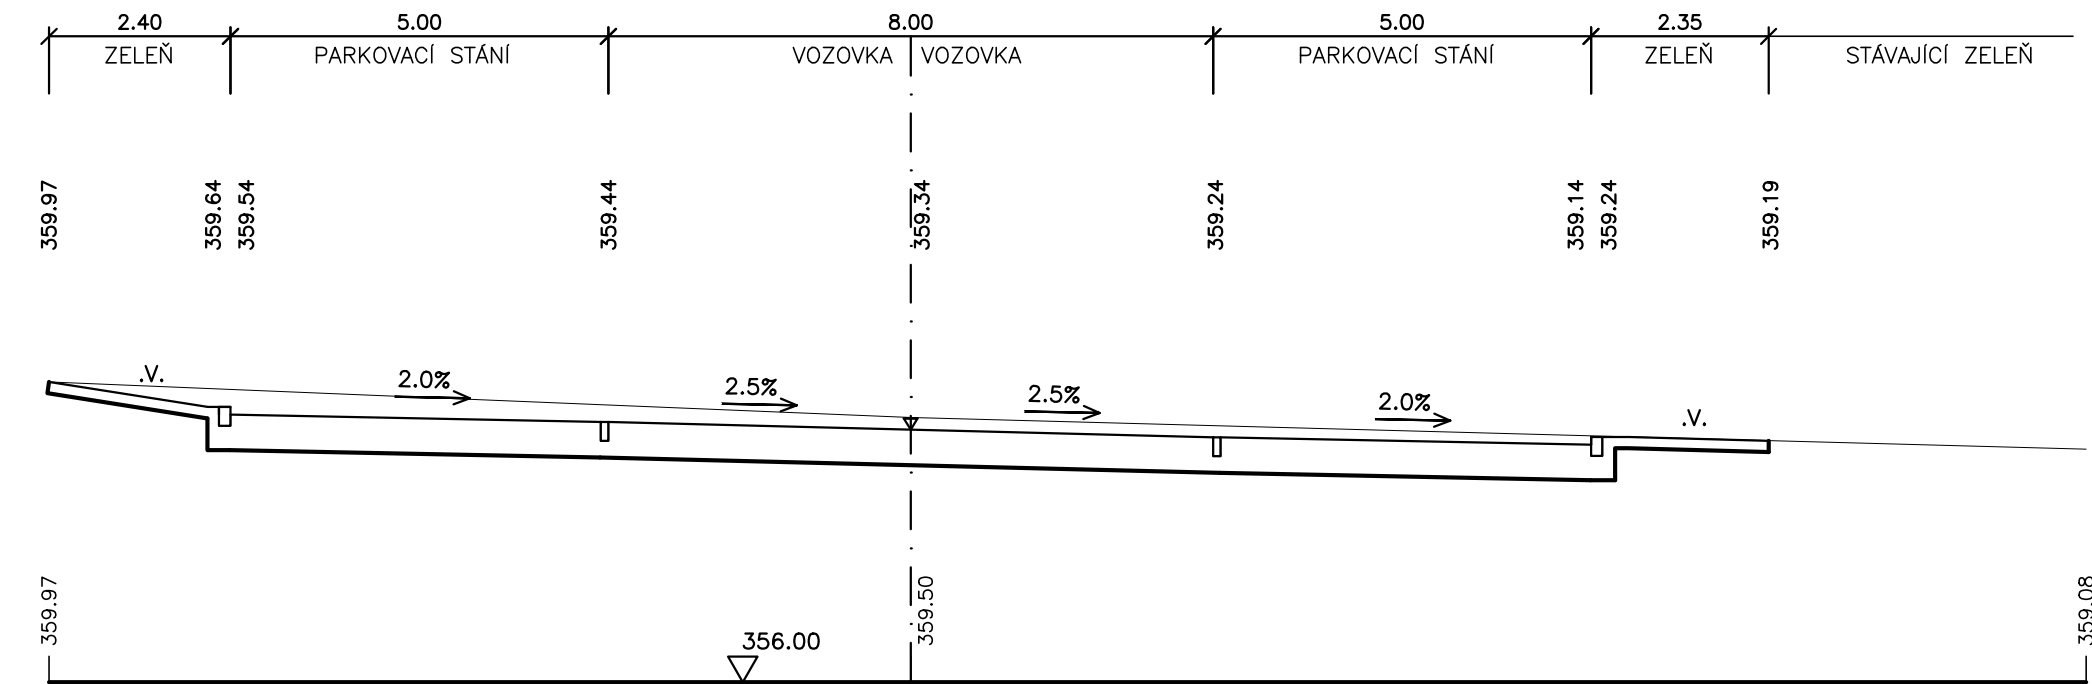 2.40 5.00 8.00 5.00 2.35
ZELEŇ PARKOVACÍ STÁNÍ VOZOVKA VOZOVKA PARKOVACÍ STÁNÍ ZELEŇ STÁVAJÍCÍ ZELEŇ
359.97 359.64 359.54 359.44 359.34 359.24 359.14 359.24 359.19
.V. 2.0% 2.5% 2.5% 2.0% .V.
359.97 359.50 359.08
356.00